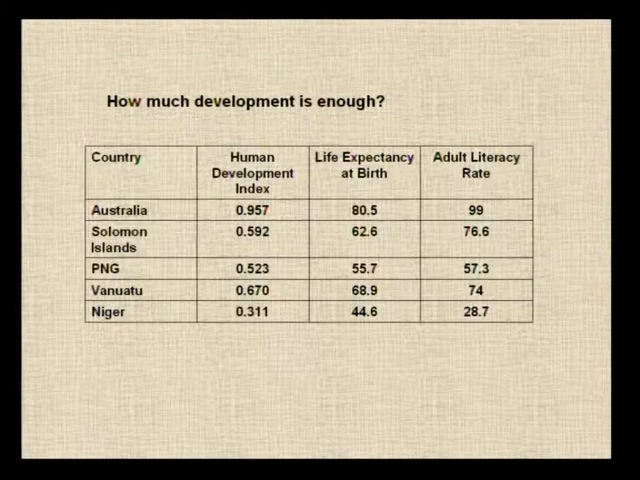 How much development is enough?
Country Human Development Index Life Expectancy at Birth Adult Literacy Rate
Australia 0.957 80.5 99
Solomon Islands 0.592 62.6 76.6
PNG 0.523 55.7 57.3
Vanuatu 0.670 68.9 74
Niger 0.311 44.6 28.7